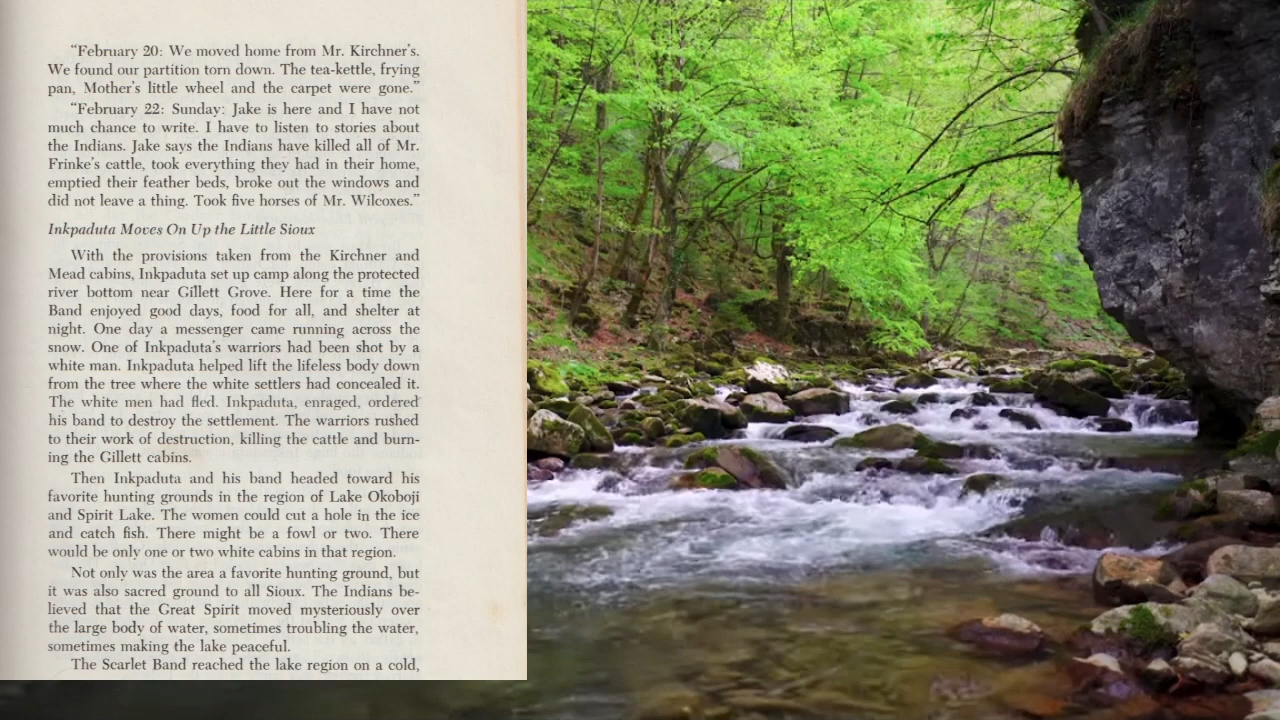 “February 20: We moved home from Mr. Kirchner’s.
We found our partition torn down. The tea-kettle, frying
pan, Mother’s little wheel and the carpet were gone.”
“February 22: Sunday: Jake is here and I have not
much chance to write. I have to listen to stories about
the Indians. Jake says the Indians have killed all of Mr.
Frinke’s cattle, took everything they had in their home,
emptied their feather beds, broke out the windows and
did not leave a thing. Took five horses of Mr. Wilcoxes.”
Inkpaduta Moves On Up the Little Sioux
With the provisions taken from the Kirchner and
Mead cabins, Inkpaduta set up camp along the protected
river bottom near Gillett Grove. Here for a time the
Band enjoyed good days, food for all, and shelter at
night. One day a messenger came running across the
snow. One of Inkpaduta’s warriors had been shot by a
white man. Inkpaduta helped lift the lifeless body down
from the tree where the white settlers had concealed it.
The white men had fled. Inkpaduta, enraged, ordered
his band to destroy the settlement. The warriors rushed
to their work of destruction, killing the cattle and burn-
ing the Gillett cabins.
Then Inkpaduta and his band headed toward his
favorite hunting grounds in the region of Lake Okoboji
and Spirit Lake. The women could cut a hole in the ice
and catch fish. There might be a fowl or two. There
would be only one or two white cabins in that region.
Not only was the area a favorite hunting ground, but
it was also sacred ground to all Sioux. The Indians be-
lieved that the Great Spirit moved mysteriously over
the large body of water, sometimes troubling the water,
sometimes making the lake peaceful.
The Scarlet Band reached the lake region on a cold,